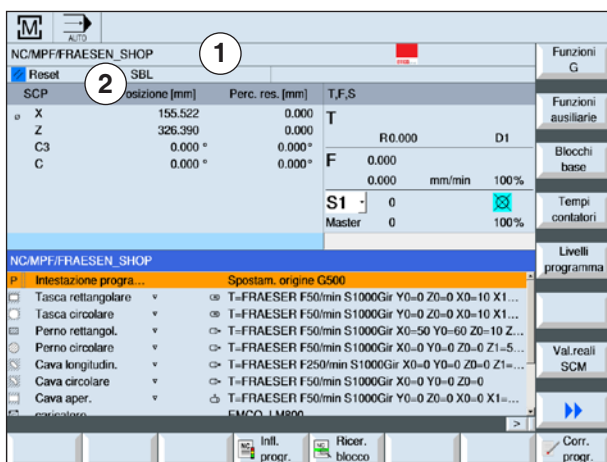 M AUTO
NC/MPF/FRAESEN_SHOP 1
Reset SBL 2
SCP osizione [mm] Perc. res. [mm] T,F,S
X 155.522 0.000
Z 326.390 0.000
C3 0.000 ° 0.000°
C 0.000 ° 0.000°
T
R0.000 D1
F 0.000
0.000 mm/min 100%
S1 0
Master 0 100%
NC/MPF/FRAESEN_SHOP
P Intestazione progra... Spostam. origine G500
Tasca rettangolare T=FRAESER F50/min S1000Gir Y0=0 Z0=0 X0=10 X1...
Tasca circolare T=FRAESER F50/min S1000Gir Y0=0 Z0=0 X0=10 X1...
Perno rettangol. T=FRAESER F50/min S1000Gir X0=50 Y0=60 Z0=10 Z...
Perno circolare T=FRAESER F50/min S1000Gir X0=0 Y0=0 Z0=0 Z1=5...
Cava longitudin. T=FRAESER F250/min S1000Gir X0=0 Y0=0 Z0=0 Z1=...
Cava circolare T=FRAESER F50/min S1000Gir X0=0 Y0=0 Z0=0
Cava aper. T=FRAESER F50/min S1000Gir Y0=0 Z0=0 X0=0 X1=...
caricatore EMCO LM800
>
Funzioni
G
Funzioni
ausiliarie
Blocchi
base
Tempi
contatori
Livelli
programma
Val.reali
SCM
NC Infl.
progr.
NC Ricer.
blocco
Corr.
progr.